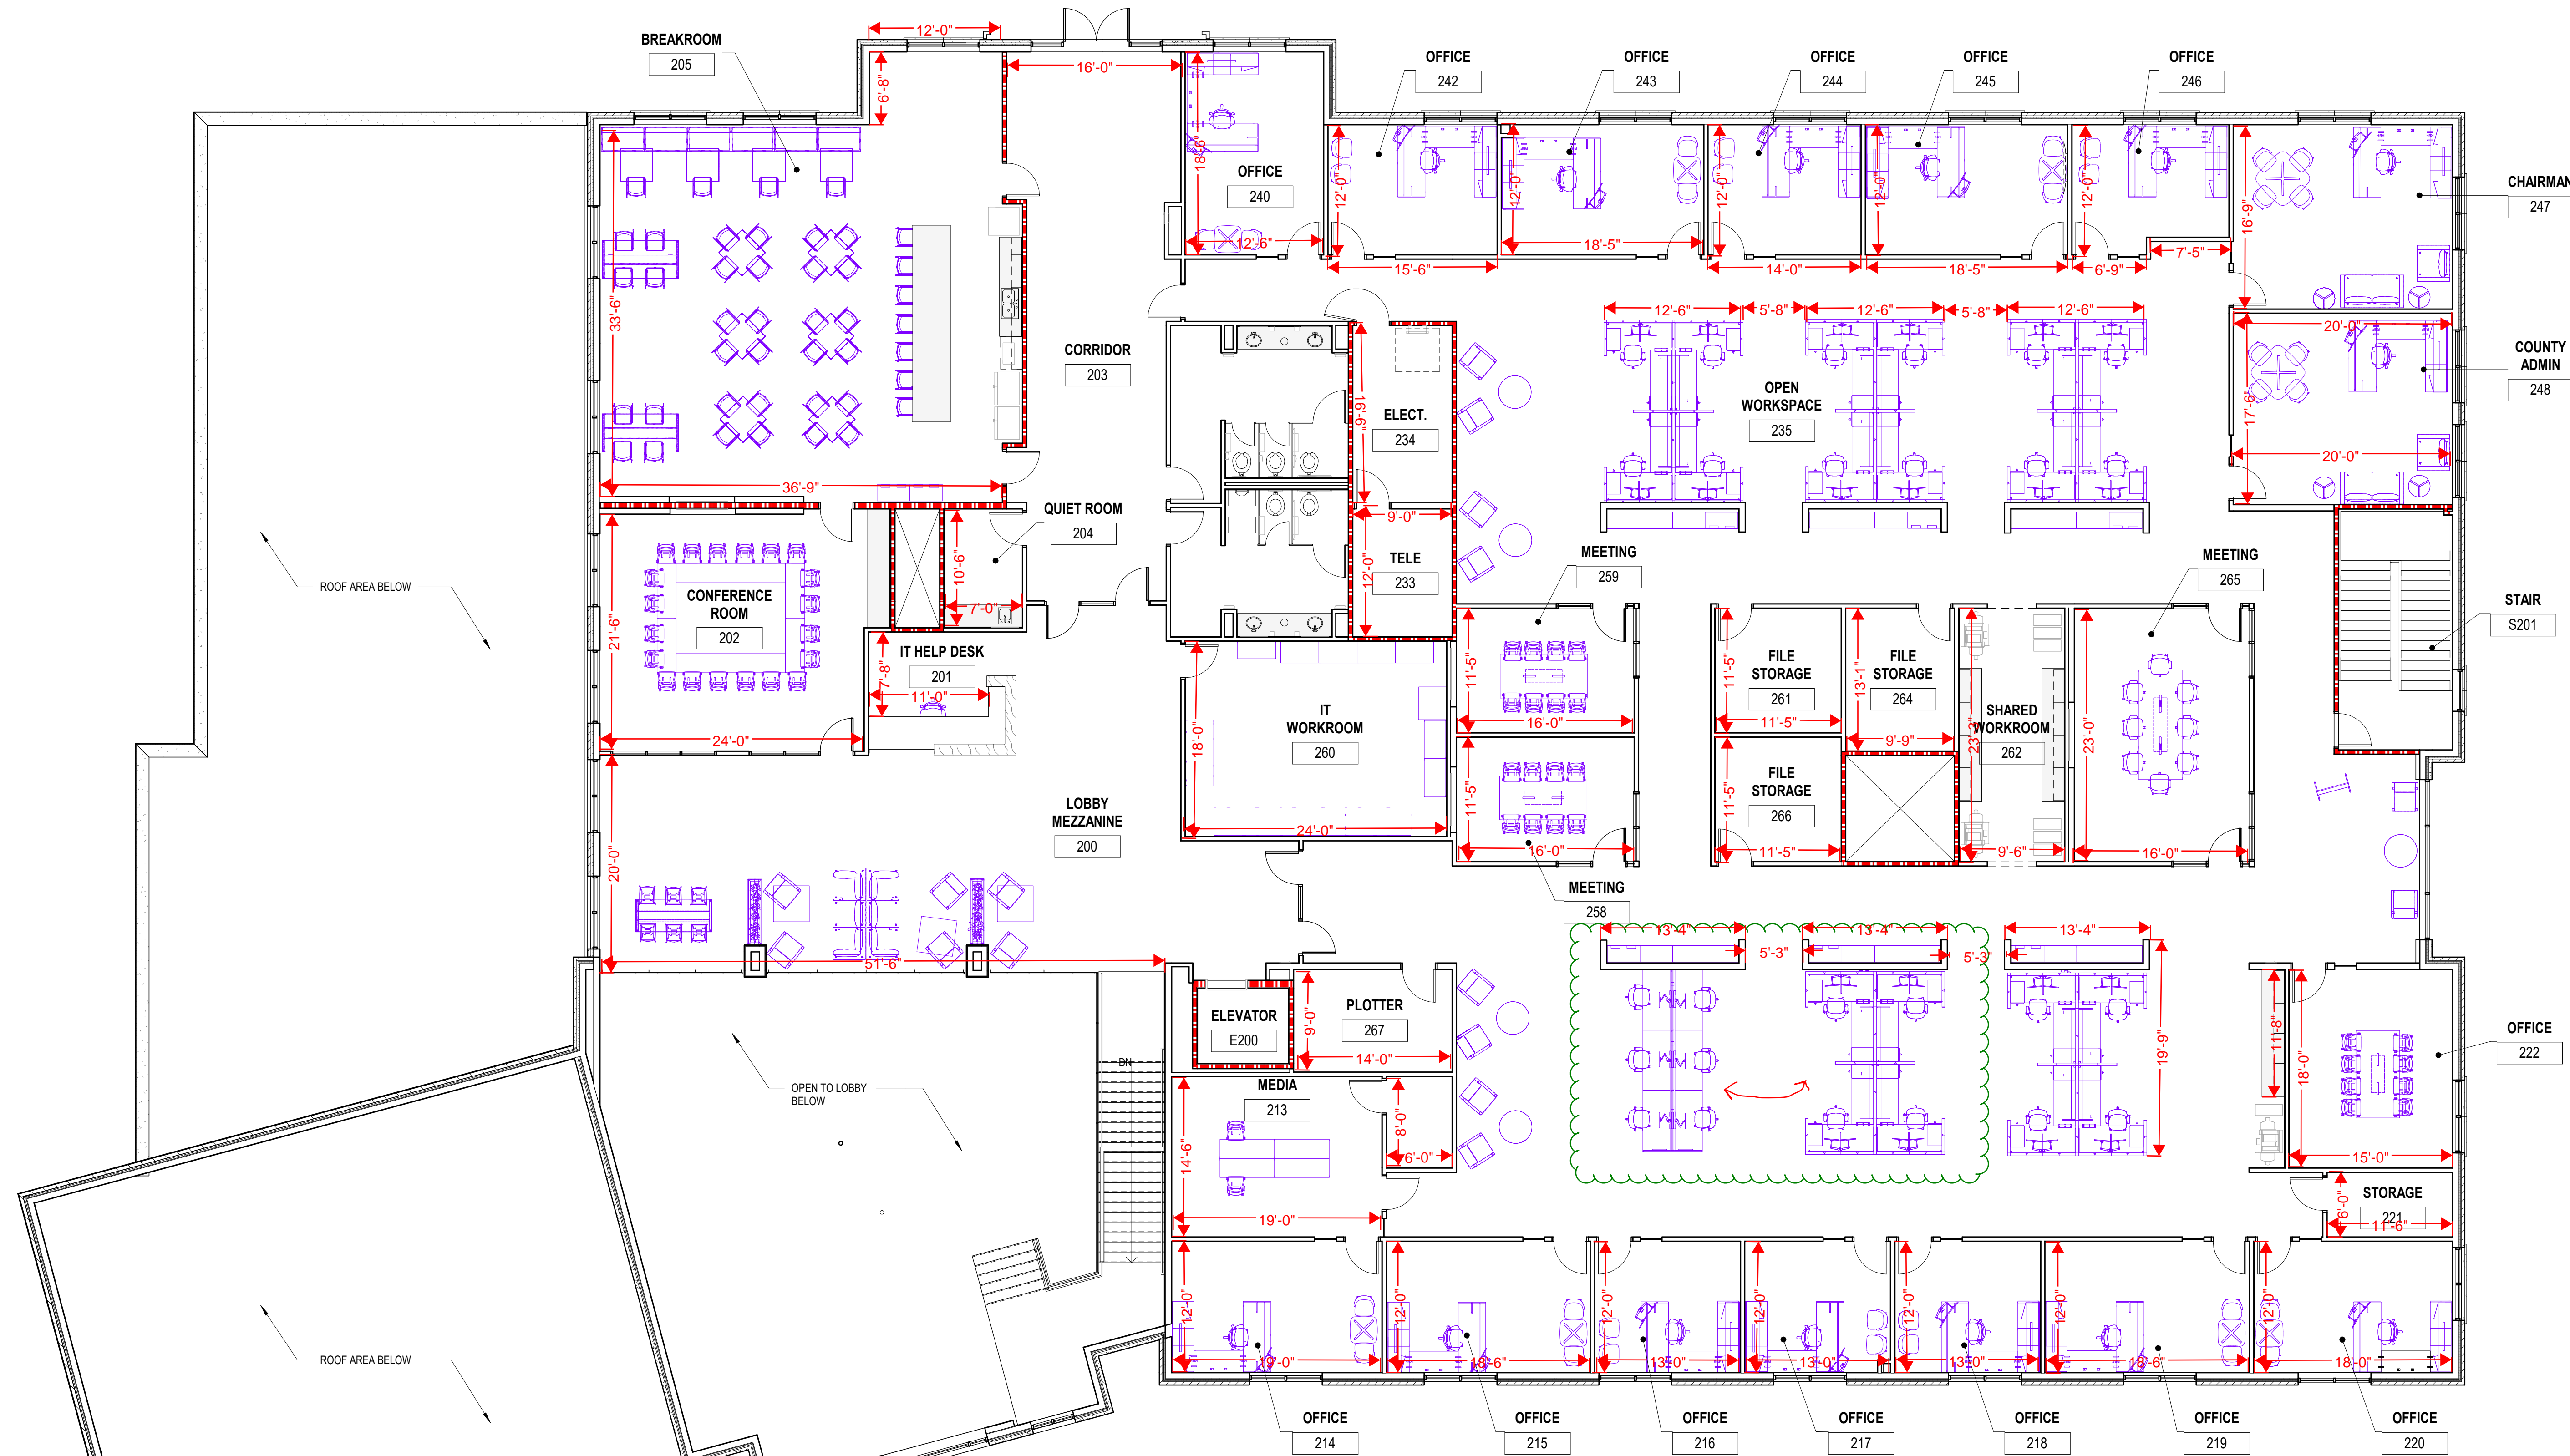 12'-0"
BREAKROOM
205
6'-8"
16'-0"
18'-6"
OFFICE
240
12'-6"
OFFICE
242
OFFICE
243
OFFICE
244
OFFICE
245
OFFICE
246
12'-0"
12'-0"
12'-0"
12'-0"
12'-0"
15'-6"
18'-5"
14'-0"
18'-5"
6'-9"
7'-5"
16'-9"
CHAIRMAN
247
20'-0"
COUNTY
ADMIN
248
17'-6"
20'-0"
33'-6"
36'-9"
CORRIDOR
203
16'-6"
ELECT.
234
9'-0"
TELE
233
12'-0"
12'-6"
5'-8"
12'-6"
5'-8"
12'-6"
OPEN
WORKSPACE
235
QUIET ROOM
204
10'-6"
7'-0"
ROOF AREA BELOW
CONFERENCE
ROOM
202
21'-6"
24'-0"
IT HELP DESK
201
7'-8"
11'-0"
MEETING
259
11'-5"
16'-0"
IT
WORKROOM
260
18'-0"
24'-0"
11'-5"
16'-0"
MEETING
258
FILE
STORAGE
261
11'-5"
11'-5"
FILE
STORAGE
264
13'-1"
9'-9"
FILE
STORAGE
266
11'-5"
11'-5"
SHARED
WORKROOM
262
23'-3"
9'-6"
MEETING
265
23'-0"
16'-0"
STAIR
S201
LOBBY
MEZZANINE
200
20'-0"
51'-6"
13'-4"
13'-4"
13'-4"
5'-3"
5'-3"
19'-9"
ELEVATOR
E200
PLOTTER
267
9'-0"
14'-0"
DN
MEDIA
213
14'-6"
19'-0"
8'-0"
6'-0"
OPEN TO LOBBY
BELOW
11'-8"
18'-0"
15'-0"
OFFICE
222
STORAGE
221
6'-0"
11'-6"
12'-0"
12'-0"
12'-0"
12'-0"
12'-0"
12'-0"
12'-0"
19'-0"
18'-6"
13'-0"
13'-0"
13'-0"
18'-6"
18'-0"
ROOF AREA BELOW
OFFICE
214
OFFICE
215
OFFICE
216
OFFICE
217
OFFICE
218
OFFICE
219
OFFICE
220